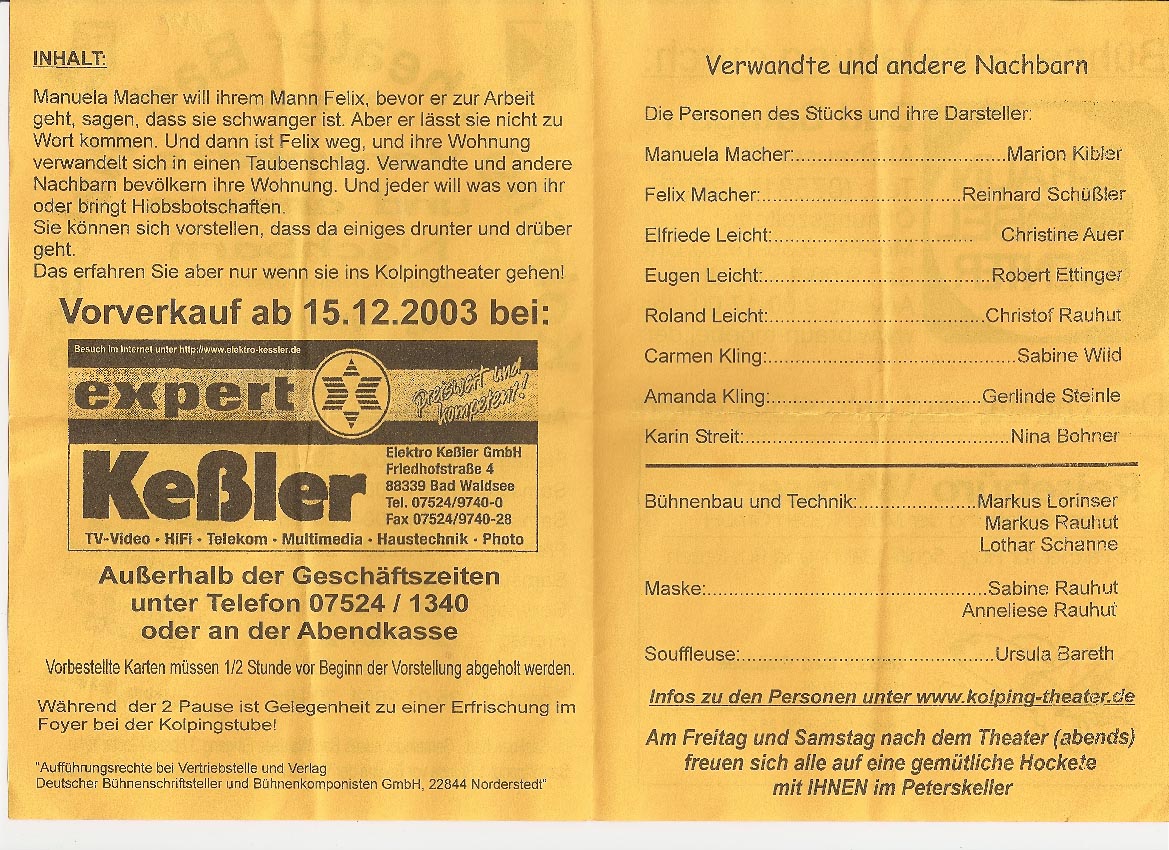 INHALT:
Manuela Macher will ihrem Mann Felix, bevor er zur Arbeit
geht, sagen, dass sie schwanger ist. Aber er lässt sie nicht zu
Wort kommen. Und dann ist Felix weg, und ihre Wohnung
verwandelt sich in einen Taubenschlag. Verwandte und andere
Nachbarn bevölkern ihre Wohnung. Und jeder will was von ihr
oder bringt Hiobsbotschaften.
Sie können sich vorstellen, dass da einiges drunter und drüber
geht.
Das erfahren Sie aber nur wenn sie ins Kolpingtheater gehen!
Vorverkauf ab 15.12.2003 bei:
Besuch im Internet unter http://www.elektro-kessler.de
expert
preiswert und
kompetent!
Keßler
Elektro Keßler GmbH
Friedhofstraße 4
88339 Bad Waldsee
Tel. 07524/9740-0
Fax 07524/9740-28
TV-Video · HiFi · Telekom · Multimedia · Haustechnik · Photo
Außerhalb der Geschäftszeiten
unter Telefon 07524 / 1340
oder an der Abendkasse
Vorbestellte Karten müssen 1/2 Stunde vor Beginn der Vorstellung abgeholt werden.
Während der 2 Pause ist Gelegenheit zu einer Erfrischung im
Foyer bei der Kolpingstube!
"Aufführungsrechte bei Vertriebstelle und Verlag
Deutscher Bühnenschriftsteller und Bühnenkomponisten GmbH, 22844 Norderstedt"
Verwandte und andere Nachbarn
Die Personen des Stücks und ihre Darsteller:
Manuela Macher:......................................Marion Kibler
Felix Macher:....................................Reinhard Schüßler
Elfriede Leicht:.................................... Christine Auer
Eugen Leicht:.........................................Robert Ettinger
Roland Leicht:.......................................Christof Rauhut
Carmen Kling:.............................................Sabine Wild
Amanda Kling:......................................Gerlinde Steinle
Karin Streit:................................................Nina Bohner
Bühnenbau und Technik:.....................Markus Lorinser
Markus Rauhut
Lothar Schanne
Maske:..................................................Sabine Rauhut
Anneliese Rauhut
Souffleuse:..............................................Ursula Bareth
Infos zu den Personen unter www.kolping-theater.de
Am Freitag und Samstag nach dem Theater (abends)
freuen sich alle auf eine gemütliche Hockete
mit IHNEN im Peterskeller